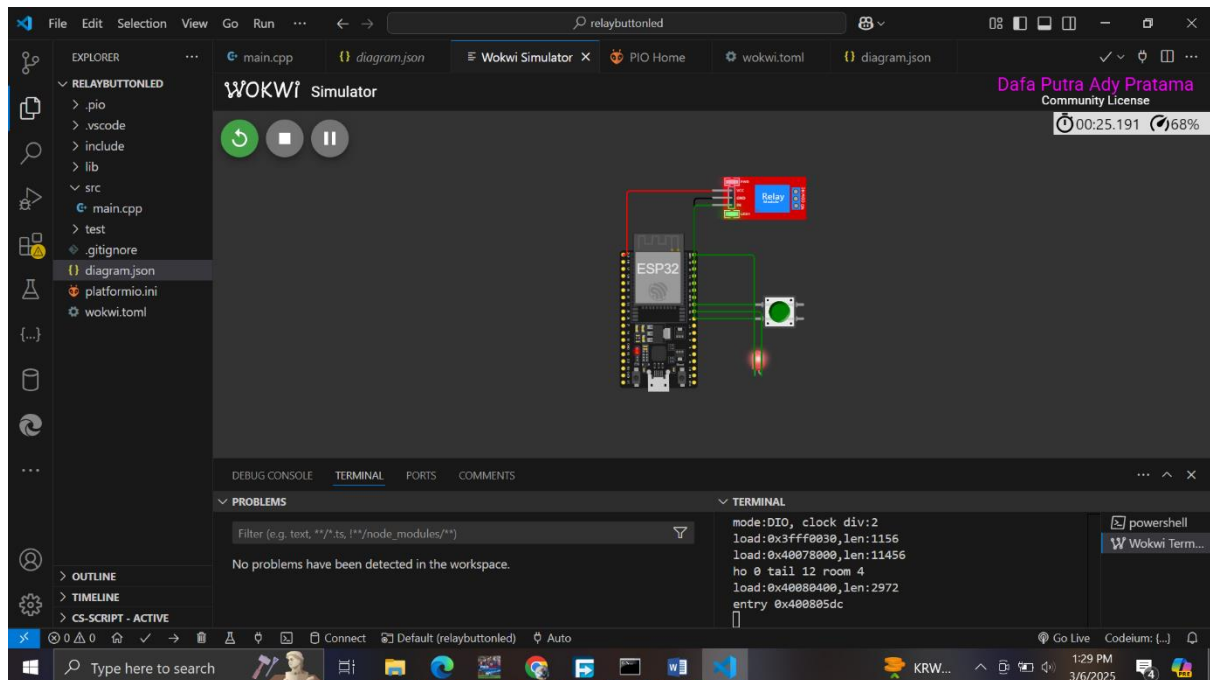 File Edit Selection View Go Run ··· relaybuttonled
EXPLORER ···
main.cpp {} diagram.json Wokwi Simulator PIO Home wokwi.toml {} diagram.json
RELAYBUTTONLED
.pio
.vscode
include
lib
src
main.cpp
test
.gitignore
{} diagram.json
platformio.ini
wokwi.toml
OUTLINE
TIMELINE
CS-SCRIPT - ACTIVE
WOKWI Simulator
Dafa Putra Ady Pratama
Community License
00:25.191 68%
Relay
ESP32
DEBUG CONSOLE TERMINAL PORTS COMMENTS
PROBLEMS
Filter (e.g. text, **/*.ts, !**/node_modules/**)
No problems have been detected in the workspace.
TERMINAL
mode:DIO, clock div:2
load:0x3fff0030,len:1156
load:0x40078000,len:11456
ho 0 tail 12 room 4
load:0x40080400,len:2972
entry 0x400805dc
powershell
Wokwi Term...
0 0 0 Connect Default (relaybuttonled) Auto Go Live Codeium: {...}
Type here to search KRW... 1:29 PM
3/6/2025
4
PRE